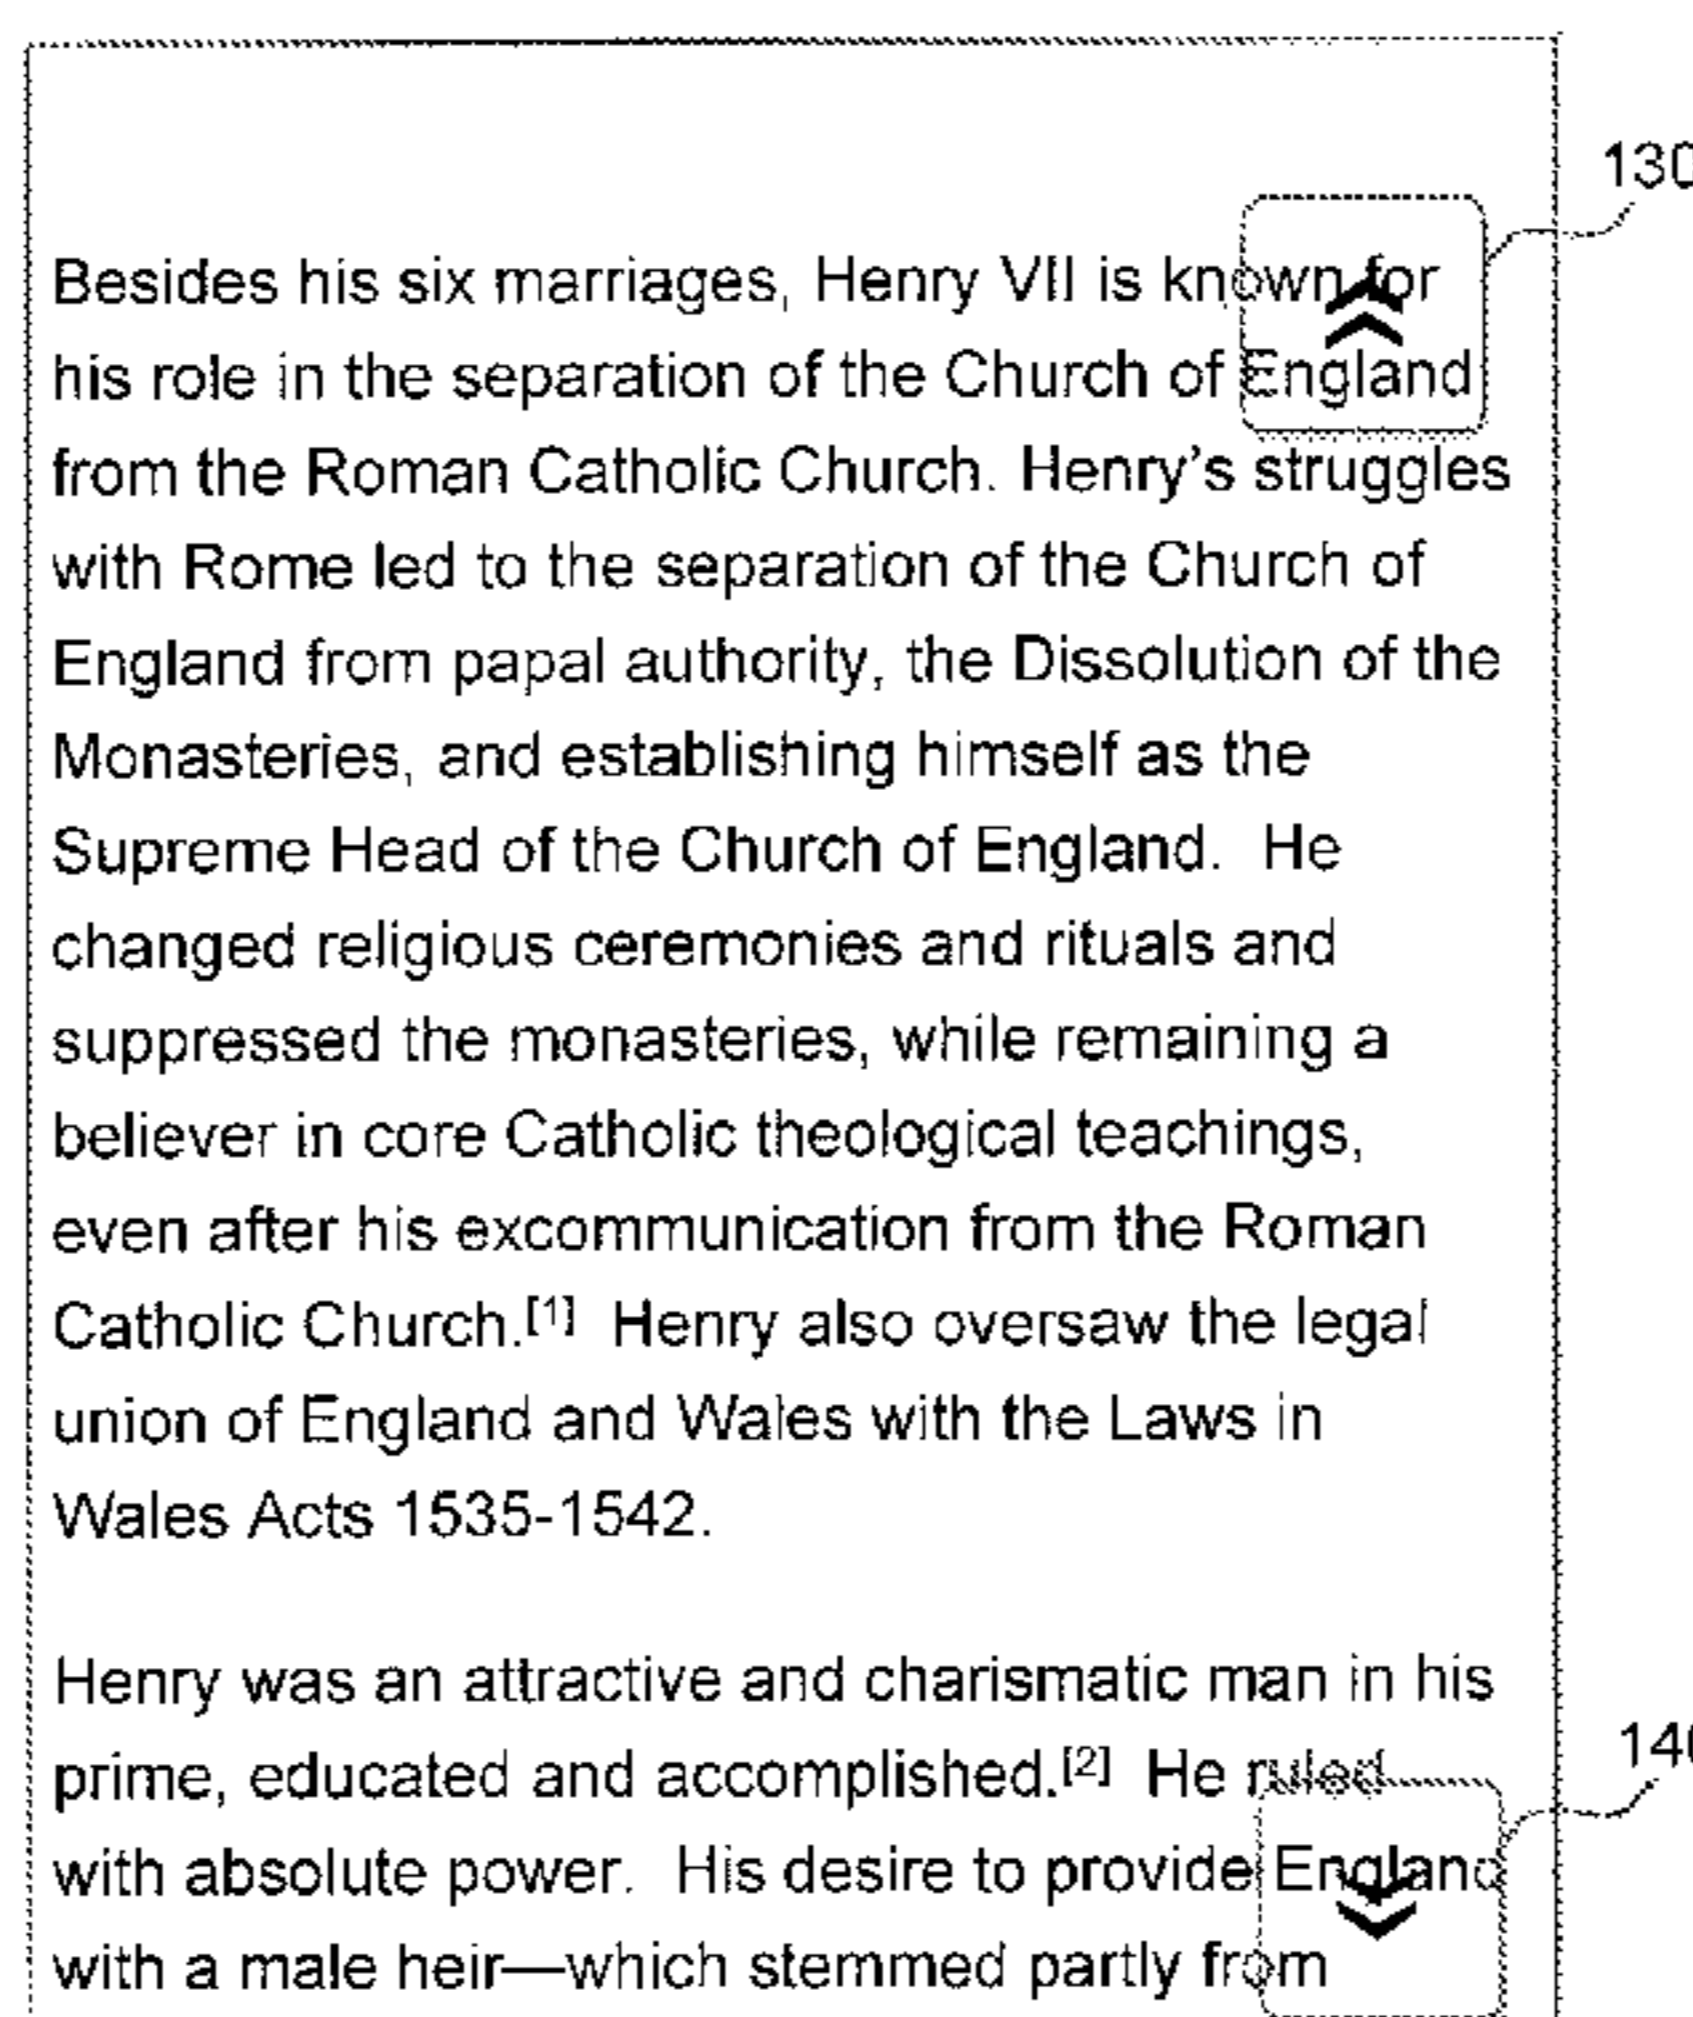 130
Besides his six marriages, Henry VII is known for
his role in the separation of the Church of England
from the Roman Catholic Church. Henry’s struggles
with Rome led to the separation of the Church of
England from papal authority, the Dissolution of the
Monasteries, and establishing himself as the
Supreme Head of the Church of England.  He
changed religious ceremonies and rituals and
suppressed the monasteries, while remaining a
believer in core Catholic theological teachings,
even after his excommunication from the Roman
Catholic Church.[1]  Henry also oversaw the legal
union of England and Wales with the Laws in
Wales Acts 1535-1542.
Henry was an attractive and charismatic man in his
prime, educated and accomplished.[2]  He ruled
140
with absolute power.  His desire to provide England
with a male heir—which stemmed partly from